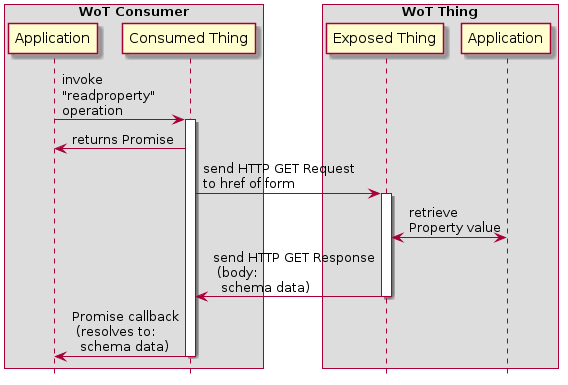 WoT Consumer
WoT Thing
Application
Consumed Thing
Exposed Thing
Application
invoke
"readproperty"
operation
returns Promise
send HTTP GET Request
to href of form
retrieve
Property value
send HTTP GET Response
(body:
schema data)
Promise callback
(resolves to:
schema data)